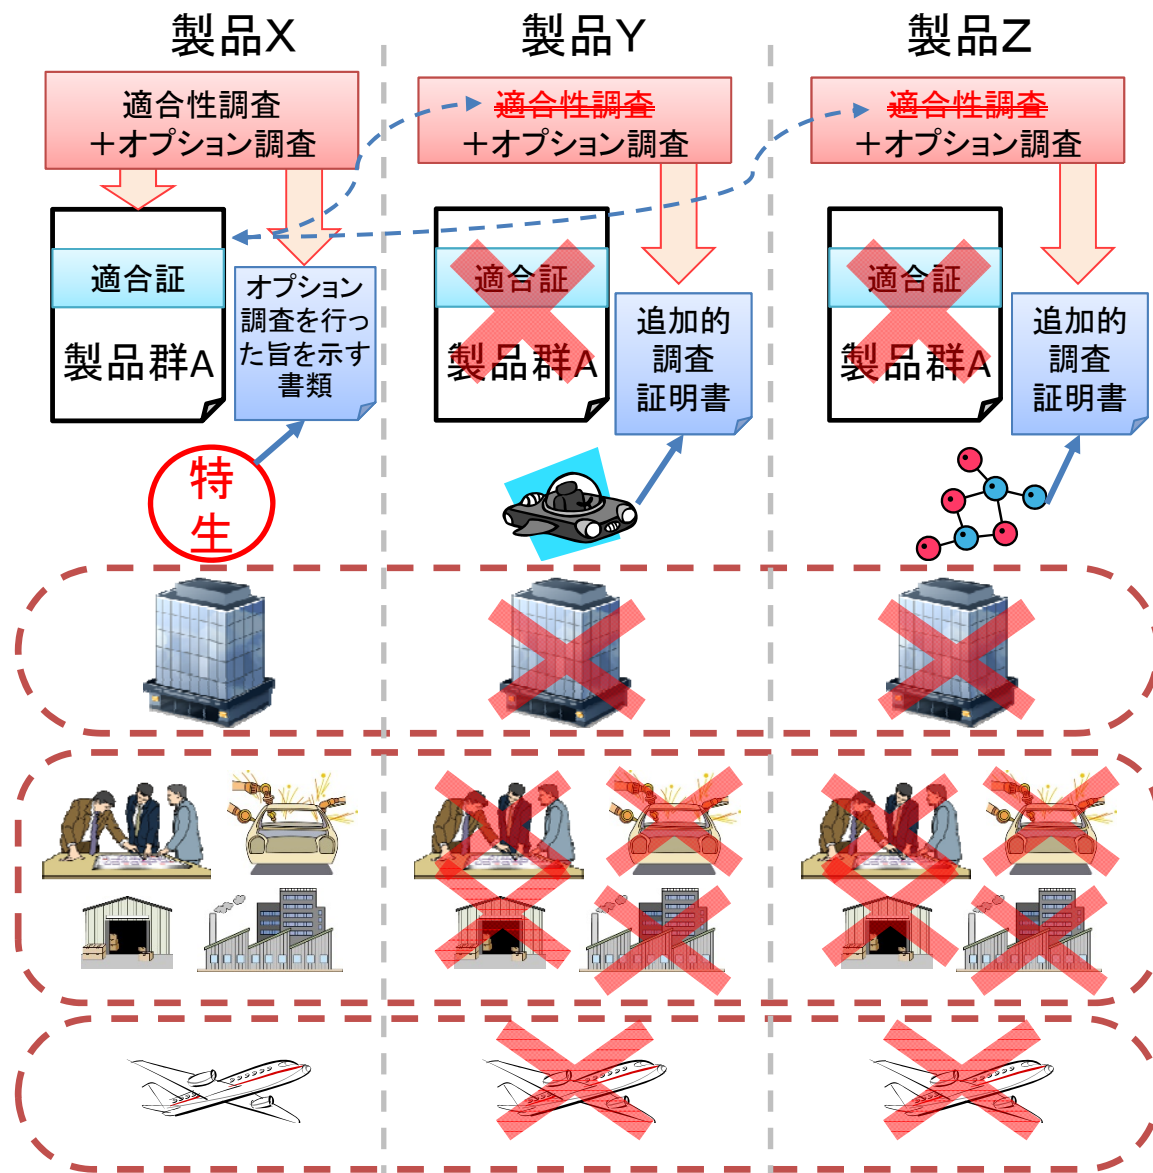 製品X
製品Y
製品Z
適合性調査
＋オプション調査
適合性調査
＋オプション調査
適合性調査
＋オプション調査
適合証
製品群A
オプション
調査を行っ
た旨を示す
書類
適合証
製品群A
追加的
調査
証明書
適合証
製品群A
追加的
調査
証明書
特
生